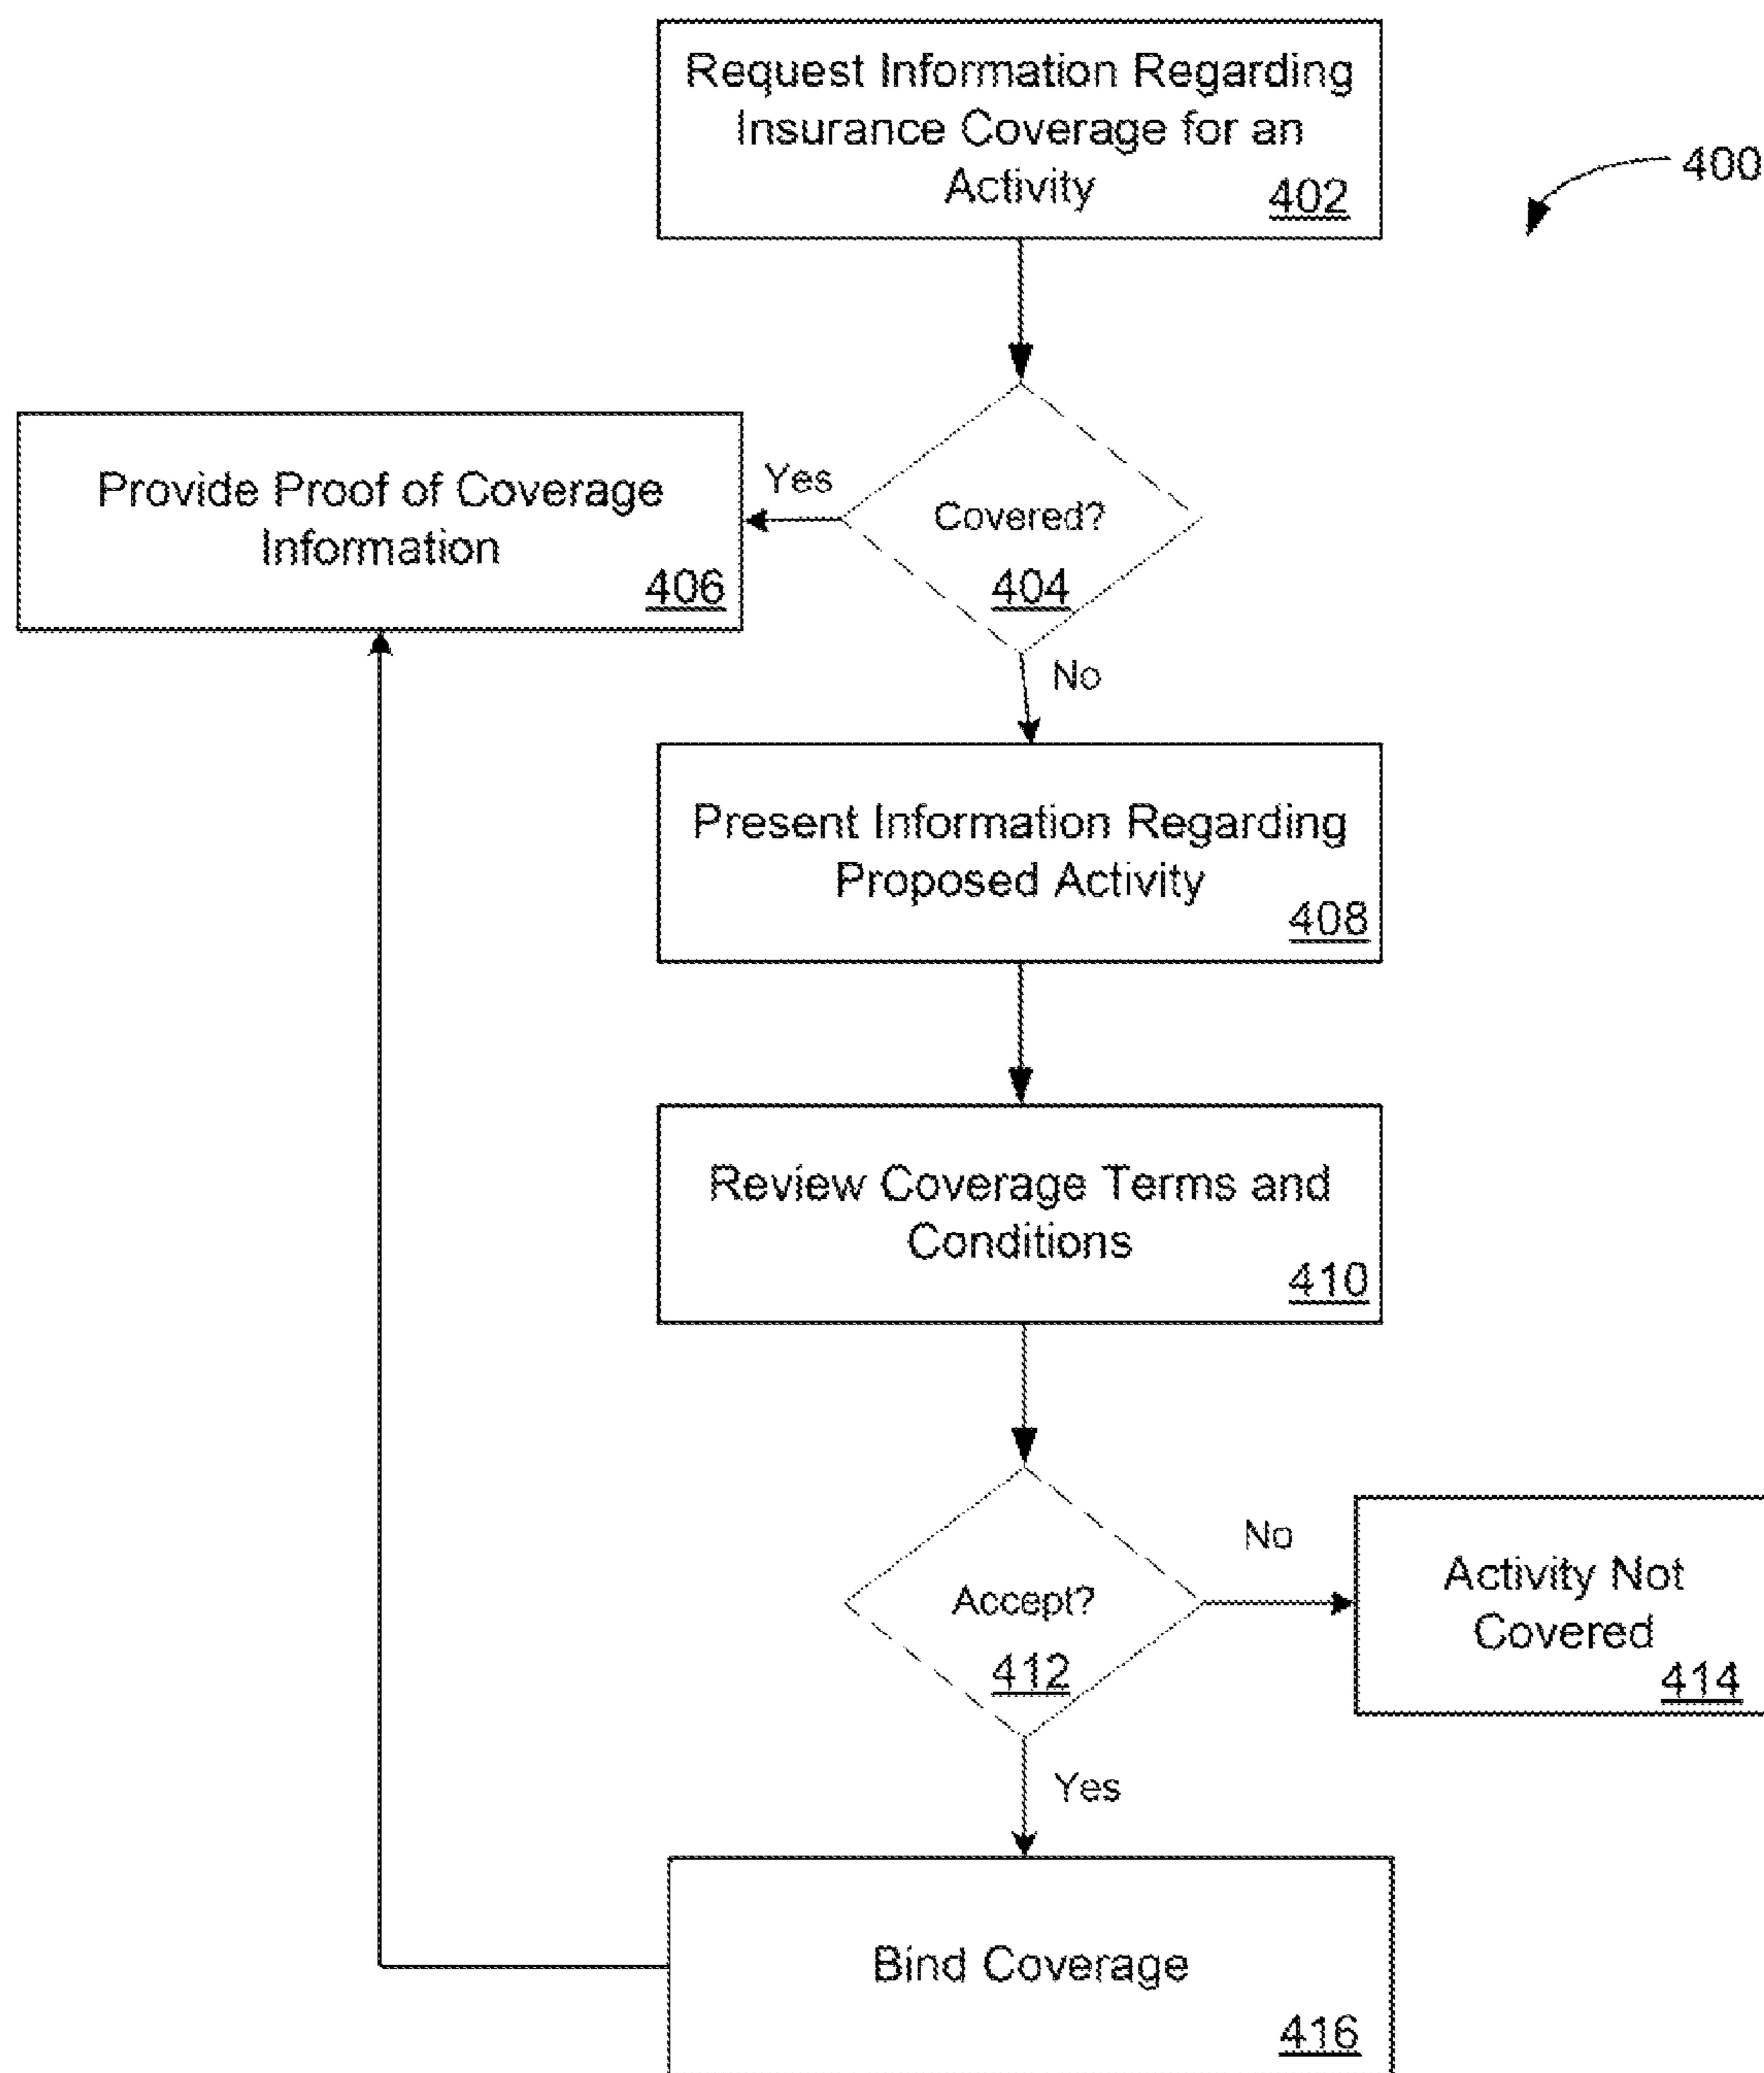 Request Information Regarding
Insurance Coverage for an
Activity
402
400
Provide Proof of Coverage
Information
406
Yes
Covered?
404
No
Present Information Regarding
Proposed Activity
408
Review Coverage Terms and
Conditions
410
Accept?
412
No
Activity Not
Covered
414
Yes
Bind Coverage
416